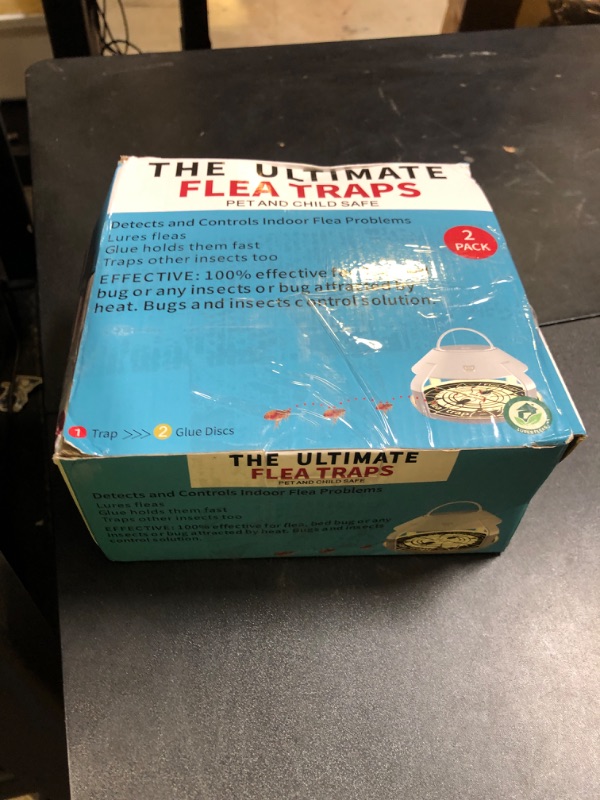 THE ULTIMATE
FLEA TRAPS
PET AND CHILD SAFE
Detects and Controls Indoor Flea Problems
Lures fleas
Glue holds them fast
Traps other insects too
EFFECTIVE: 100% effective
bug or any insects or bug attracted by
heat. Bugs and insects control solution.
2
PACK
1 Trap >>> 2 Glue Discs
THE ULTIMATE
FLEA TRAPS
PET AND CHILD SAFE
Detects and Controls Indoor Flea Problems
Lures fleas
Glue holds them fast
Traps other insects too
EFFECTIVE: 100% effective for flea, bed bug or any
insects or bug attracted by heat. Bugs and insects
control solution.